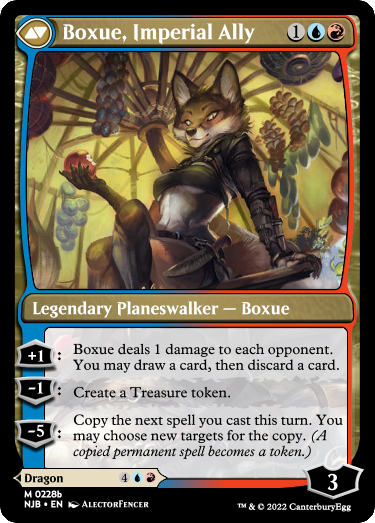 Boxue, Imperial Ally 1
Legendary Planeswalker — Boxue
+1: Boxue deals 1 damage to each opponent.
You may draw a card, then discard a card.
-1: Create a Treasure token.
-5: Copy the next spell you cast this turn. You
may choose new targets for the copy. (A
copied permanent spell becomes a token.)
Dragon 4
3
M 0228b
NJB • EN AlectorFencer
™ & © 2022 CanterburyEgg